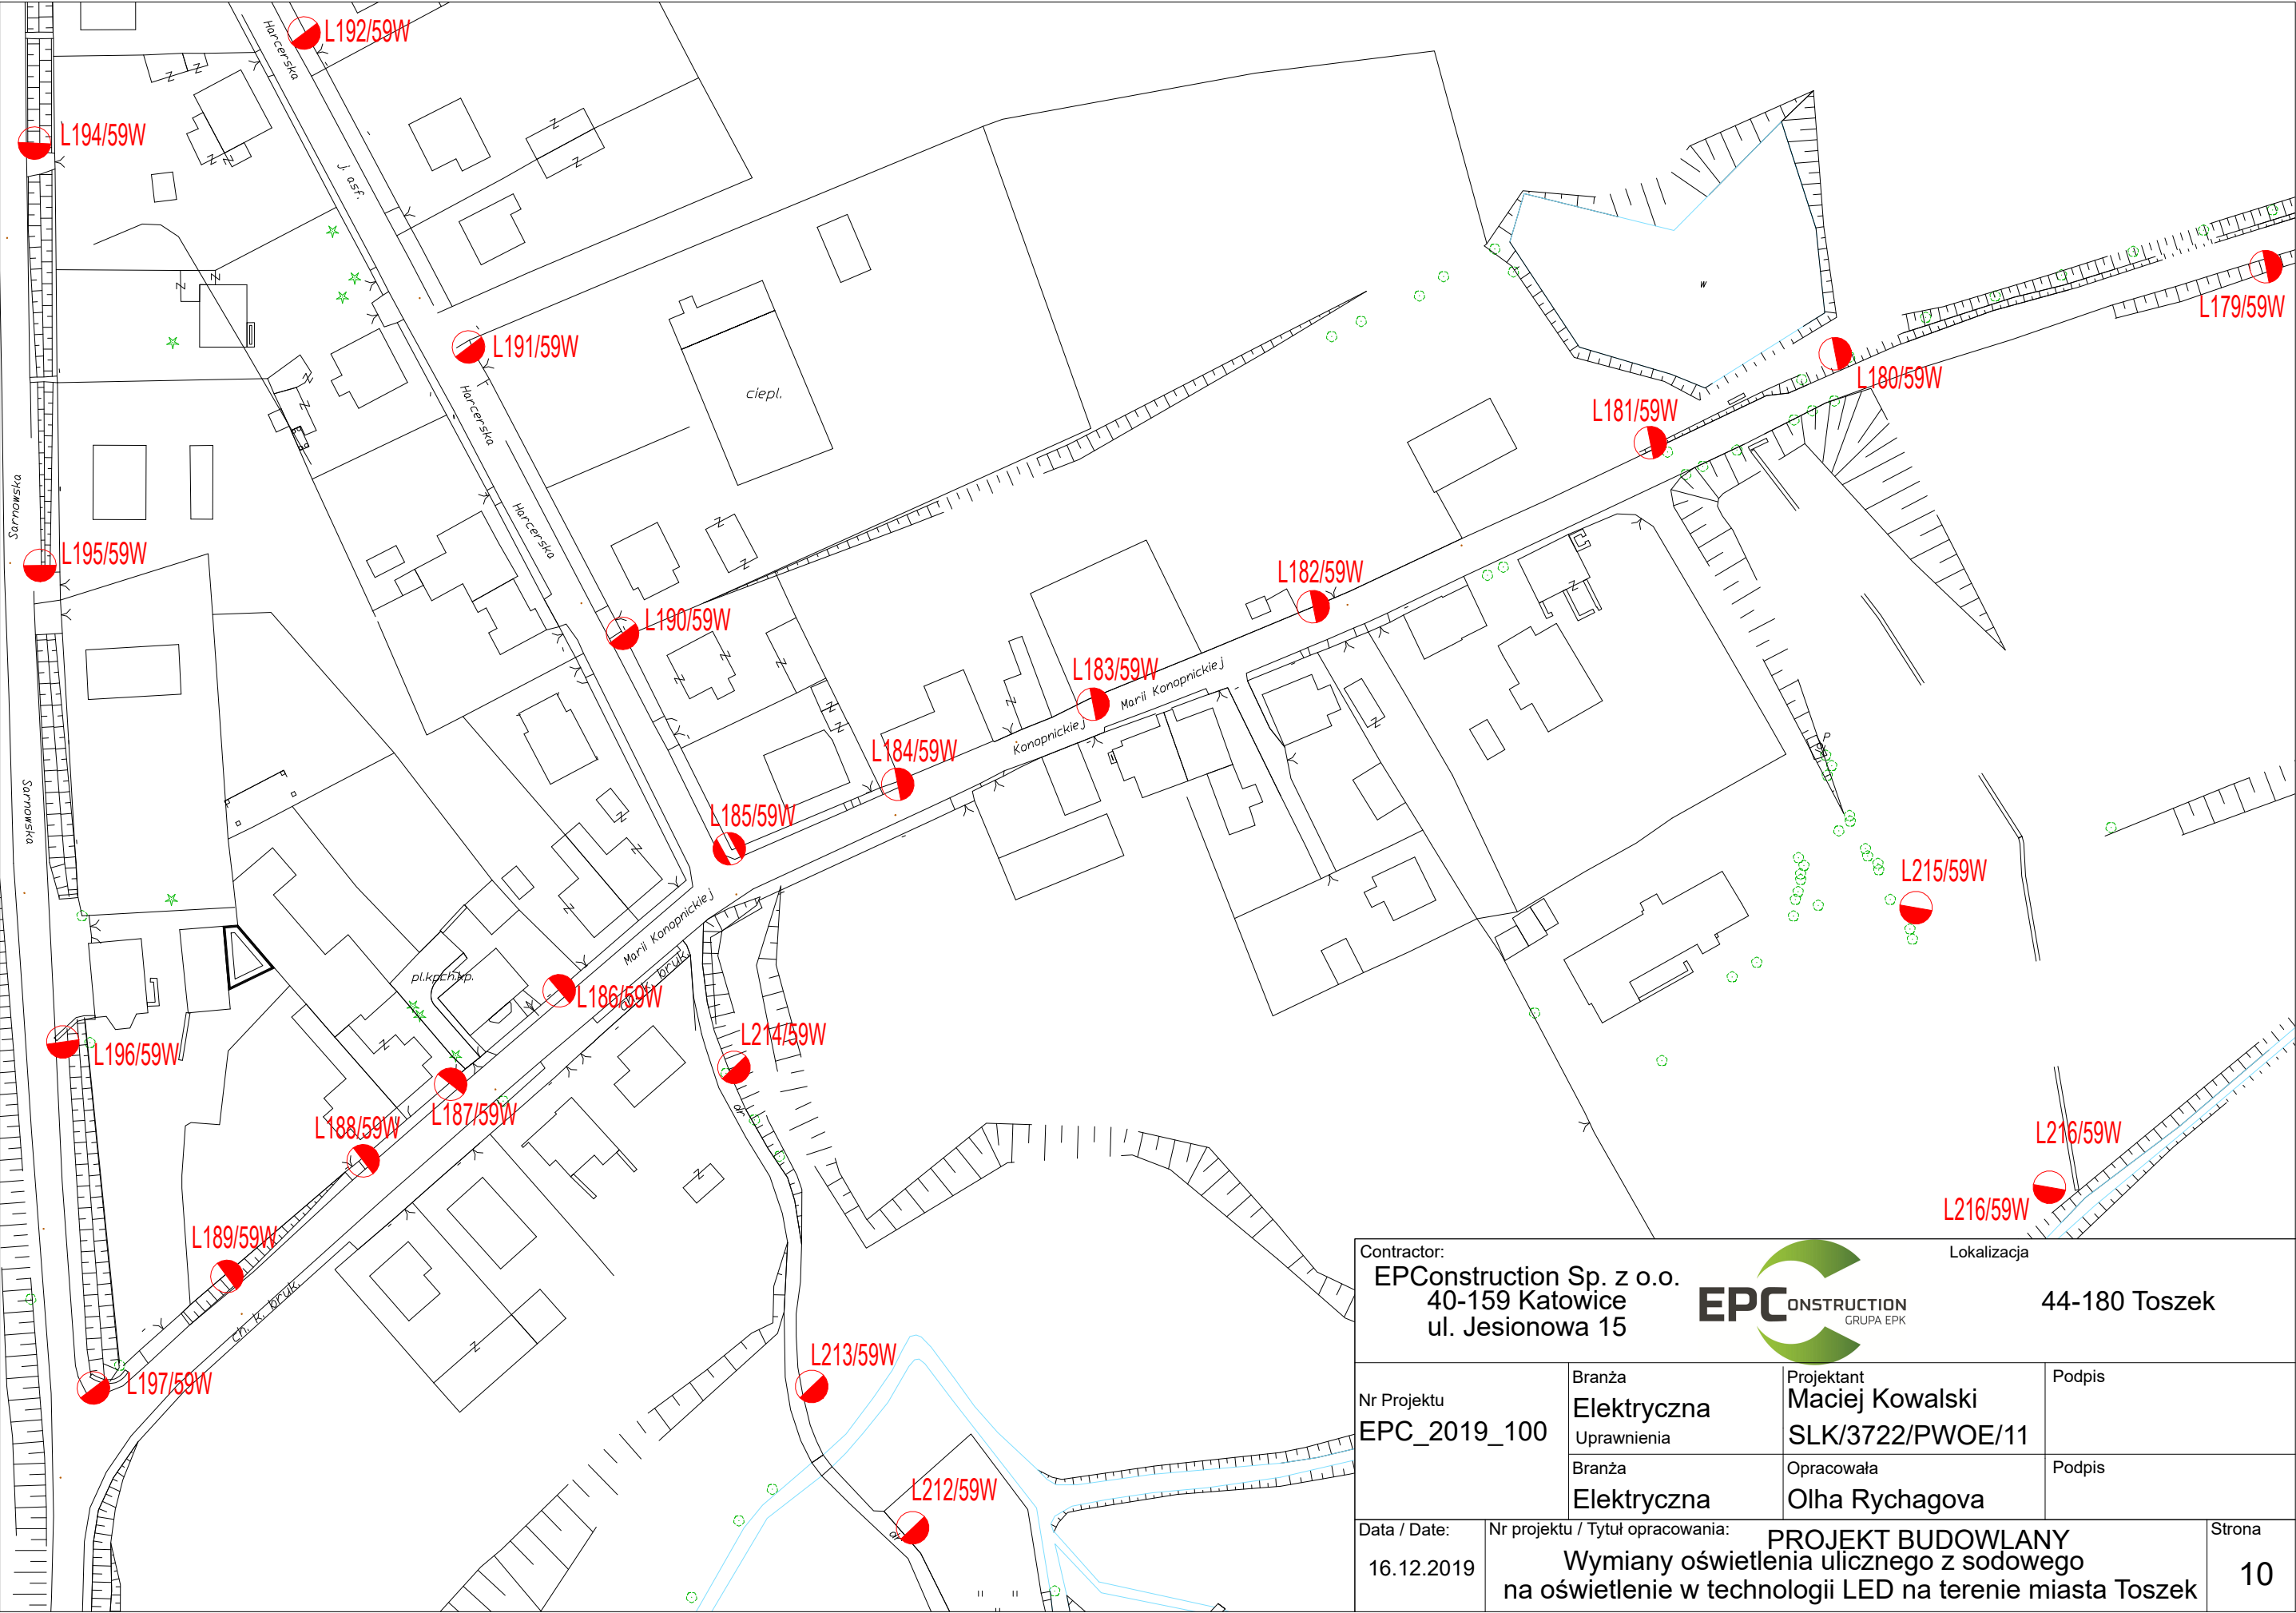 Harcerska
L192/59W
L194/59W
j. asf.
L179/59W
w
L191/59W
L180/59W
ciepl.
Harcerska
L181/59W
Sarnowska
Harcerska
L195/59W
L182/59W
L190/59W
L183/59W
Marii Konopnickiej
Konopnickiej
L184/59W
Sarnowska
L185/59W
L215/59W
Marii Konopnickiej
bruk.
L186/59W
L214/59W
L196/59W
L187/59W
dr
L188/59W
L216/59W
L216/59W
L189/59W
ch. k. bruk.
L213/59W
L197/59W
L212/59W
dr
Contractor:
EPConstruction Sp. z o.o.
40-159 Katowice
ul. Jesionowa 15
EPCONSTRUCTION
GRUPA EPK
Lokalizacja
44-180 Toszek
Nr Projektu
EPC_2019_100
Branża
Elektryczna
Uprawnienia
Projektant
Maciej Kowalski
SLK/3722/PWOE/11
Podpis
Branża
Elektryczna
Opracowała
Olha Rychagova
Podpis
Data / Date:
16.12.2019
Nr projektu / Tytuł opracowania:
PROJEKT BUDOWLANY
Wymiany oświetlenia ulicznego z sodowego
na oświetlenie w technologii LED na terenie miasta Toszek
Strona
10